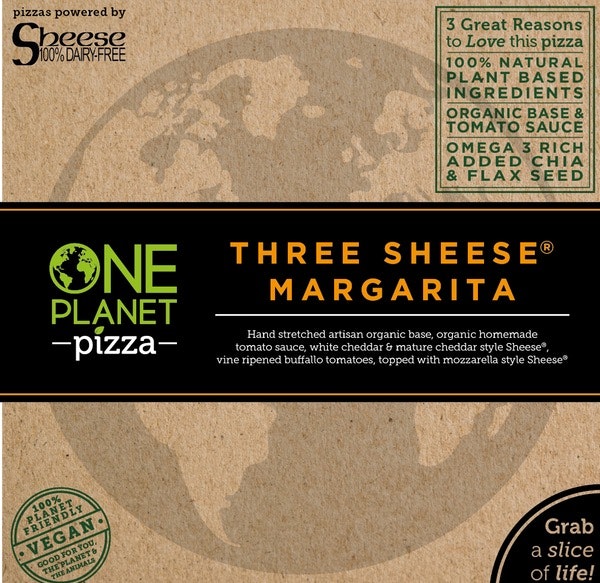 pizzas powered by
Sheese
100% DAIRY-FREE
3 Great Reasons
to Love this pizza
100% NATURAL
PLANT BASED
INGREDIENTS
ORGANIC BASE &
TOMATO SAUCE
OMEGA 3 RICH
ADDED CHIA
& FLAX SEED
ONE
PLANET
pizza
THREE SHEESE®
MARGARITA
Hand stretched artisan organic base, organic homemade
tomato sauce, white cheddar & mature cheddar style Sheese®,
vine ripened buffallo tomatoes, topped with mozzarella style Sheese®
100%
PLANET
FRIENDLY
• VEGAN •
GOOD FOR YOU,
THE PLANET &
THE ANIMALS
Grab
a slice
of life!